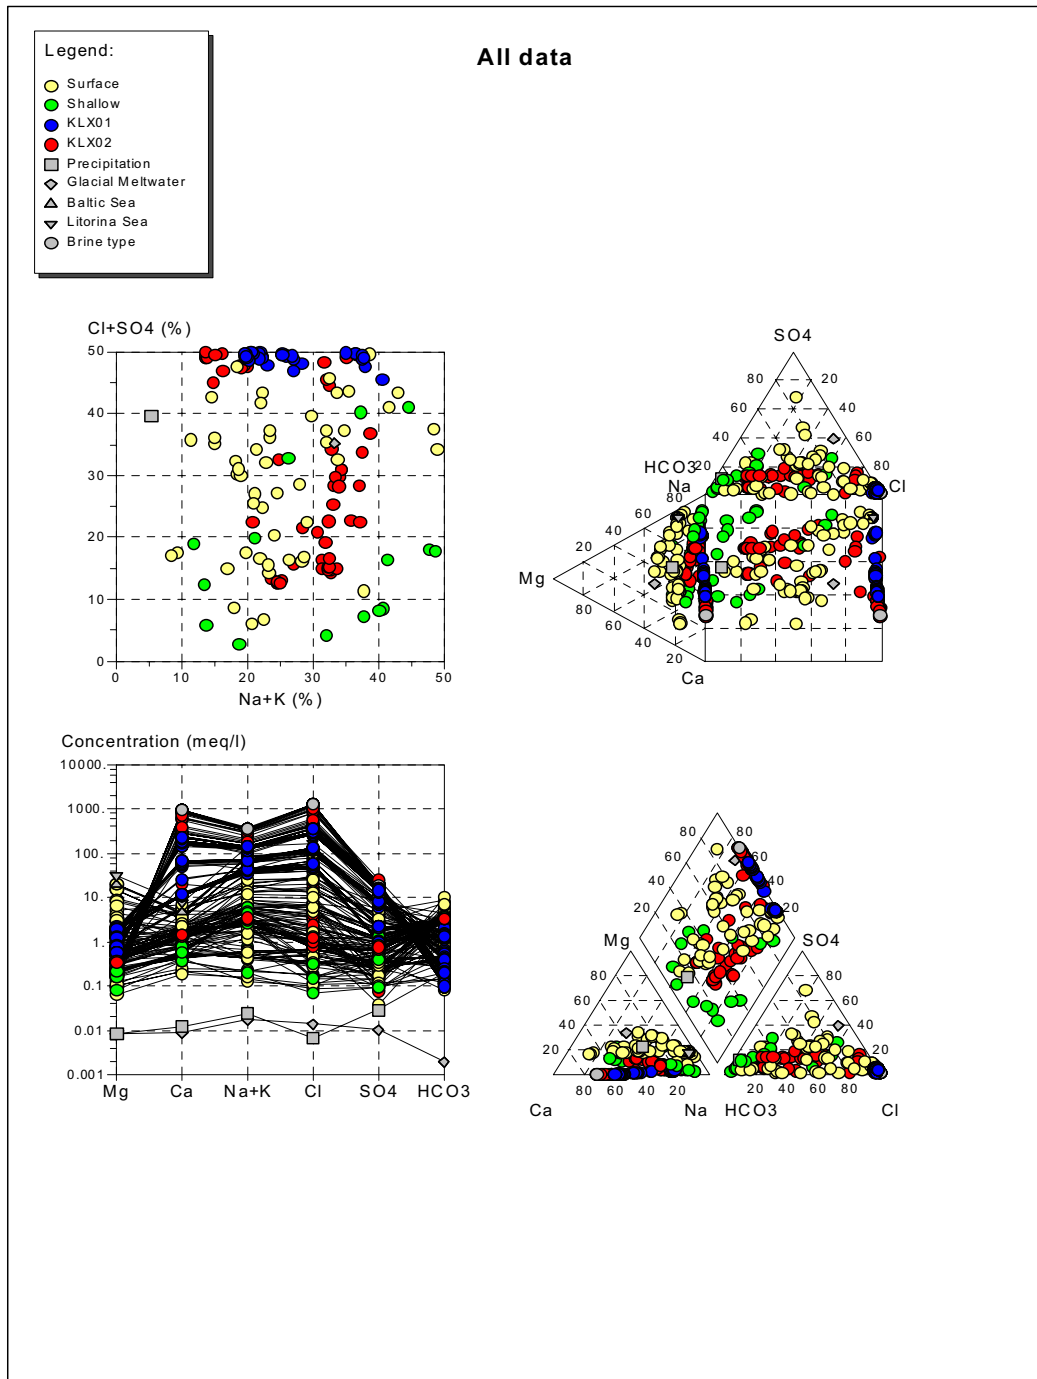 Legend:
Surface
Shallow
KLX01
KLX02
Precipitation
Glacial Meltwater
Baltic Sea
Litorina Sea
Brine type
All data
Cl+SO4 (%)
50
40
30
20
10
0
0 10 20 30 40 50
Na+K (%)
SO4
80 20
60 40
40 60
20 80
HCO3
Na Cl
80
60
40
20
Mg
80
60
40
20
Ca
Concentration (meq/l)
10000.
1000.
100.
10.
1.
0.1
0.01
0.001
Mg Ca Na+K Cl SO4 HCO3
80 80
60 60
40 40
20 20
Mg SO4
80 80
60 60
40 40
20 20
80 60 40 20 20 40 60 80
Ca Na HCO3 Cl